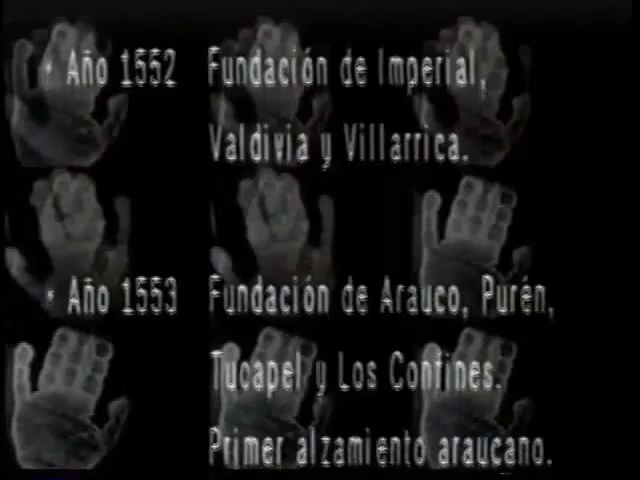 * Año 1552 Fundación de Imperial,
Valdivia y Villarrica.
* Año 1553 Fundación de Arauco, Purén,
Tucapel y Los Confines.
Primer alzamiento araucano.